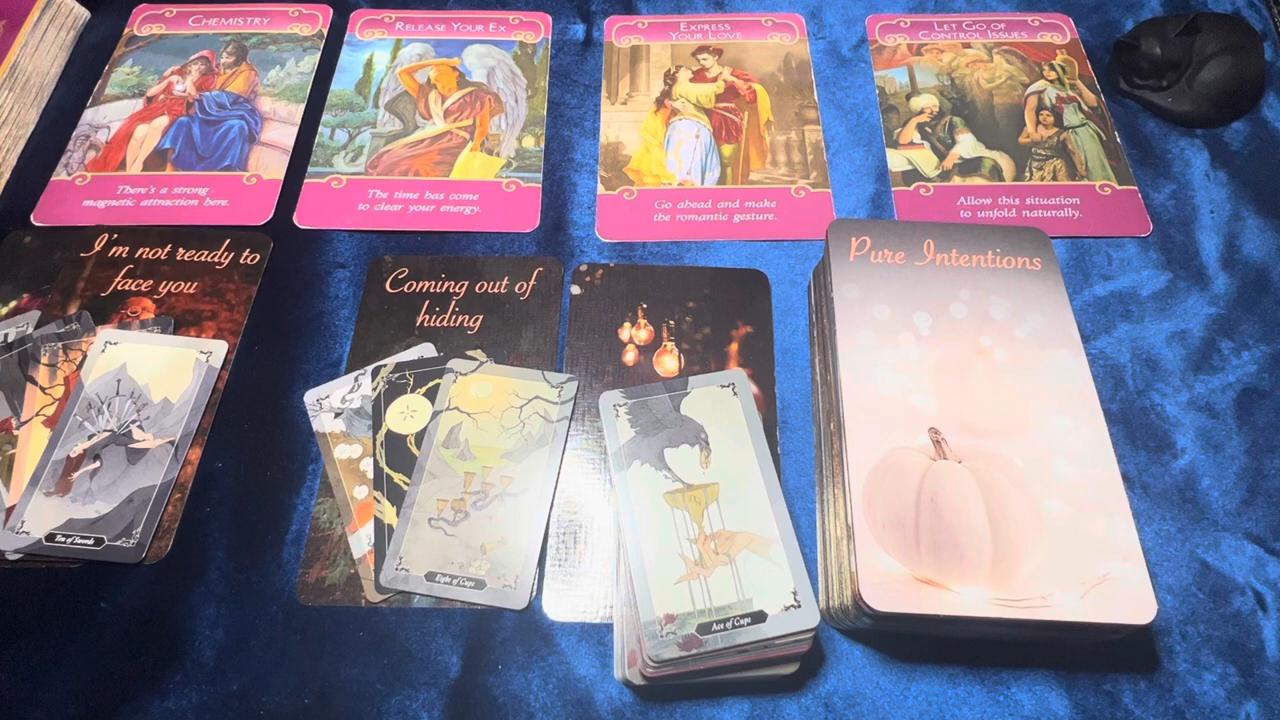 CHEMISTRY
There's a strong
magnetic attraction here.
RELEASE YOUR EX
The time has come
to clear your energy.
EXPRESS
YOUR LOVE
Go ahead and make
the romantic gesture.
LET GO OF
CONTROL ISSUES
Allow this situation
to unfold naturally.
I'm not ready to
face you
Ten of Swords
Coming out of
hiding
Eight of Cups
Ace of Cups
Pure Intentions